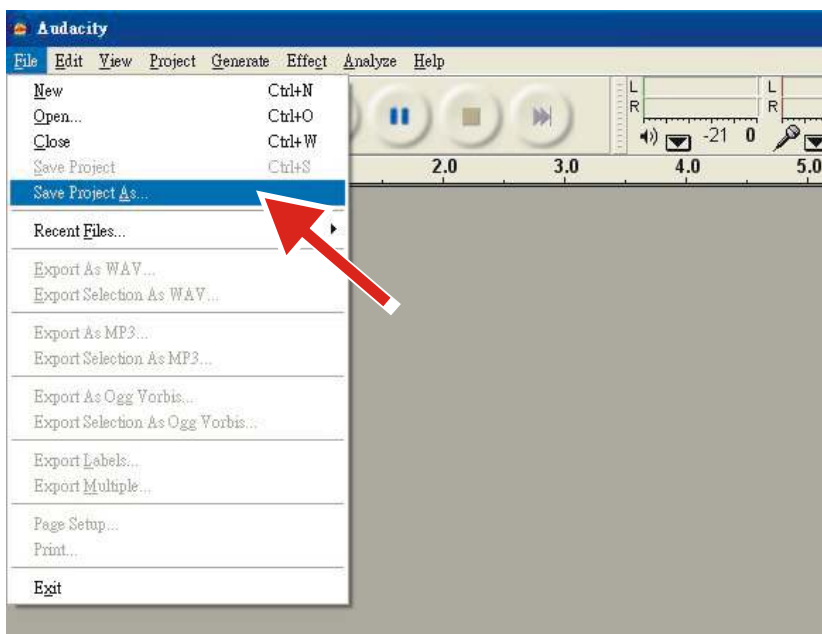 Audacity
File Edit View Project Generate Effect Analyze Help
New Ctrl+N
Open... Ctrl+O
Close Ctrl+W
Save Project Ctrl+S
Save Project As...
Recent Files...
Export As WAV...
Export Selection As WAV...
Export As MP3...
Export Selection As MP3...
Export As Ogg Vorbis...
Export Selection As Ogg Vorbis...
Export Labels...
Export Multiple...
Page Setup...
Print...
Exit
L L
R R
-21 0
2.0 3.0 4.0 5.0